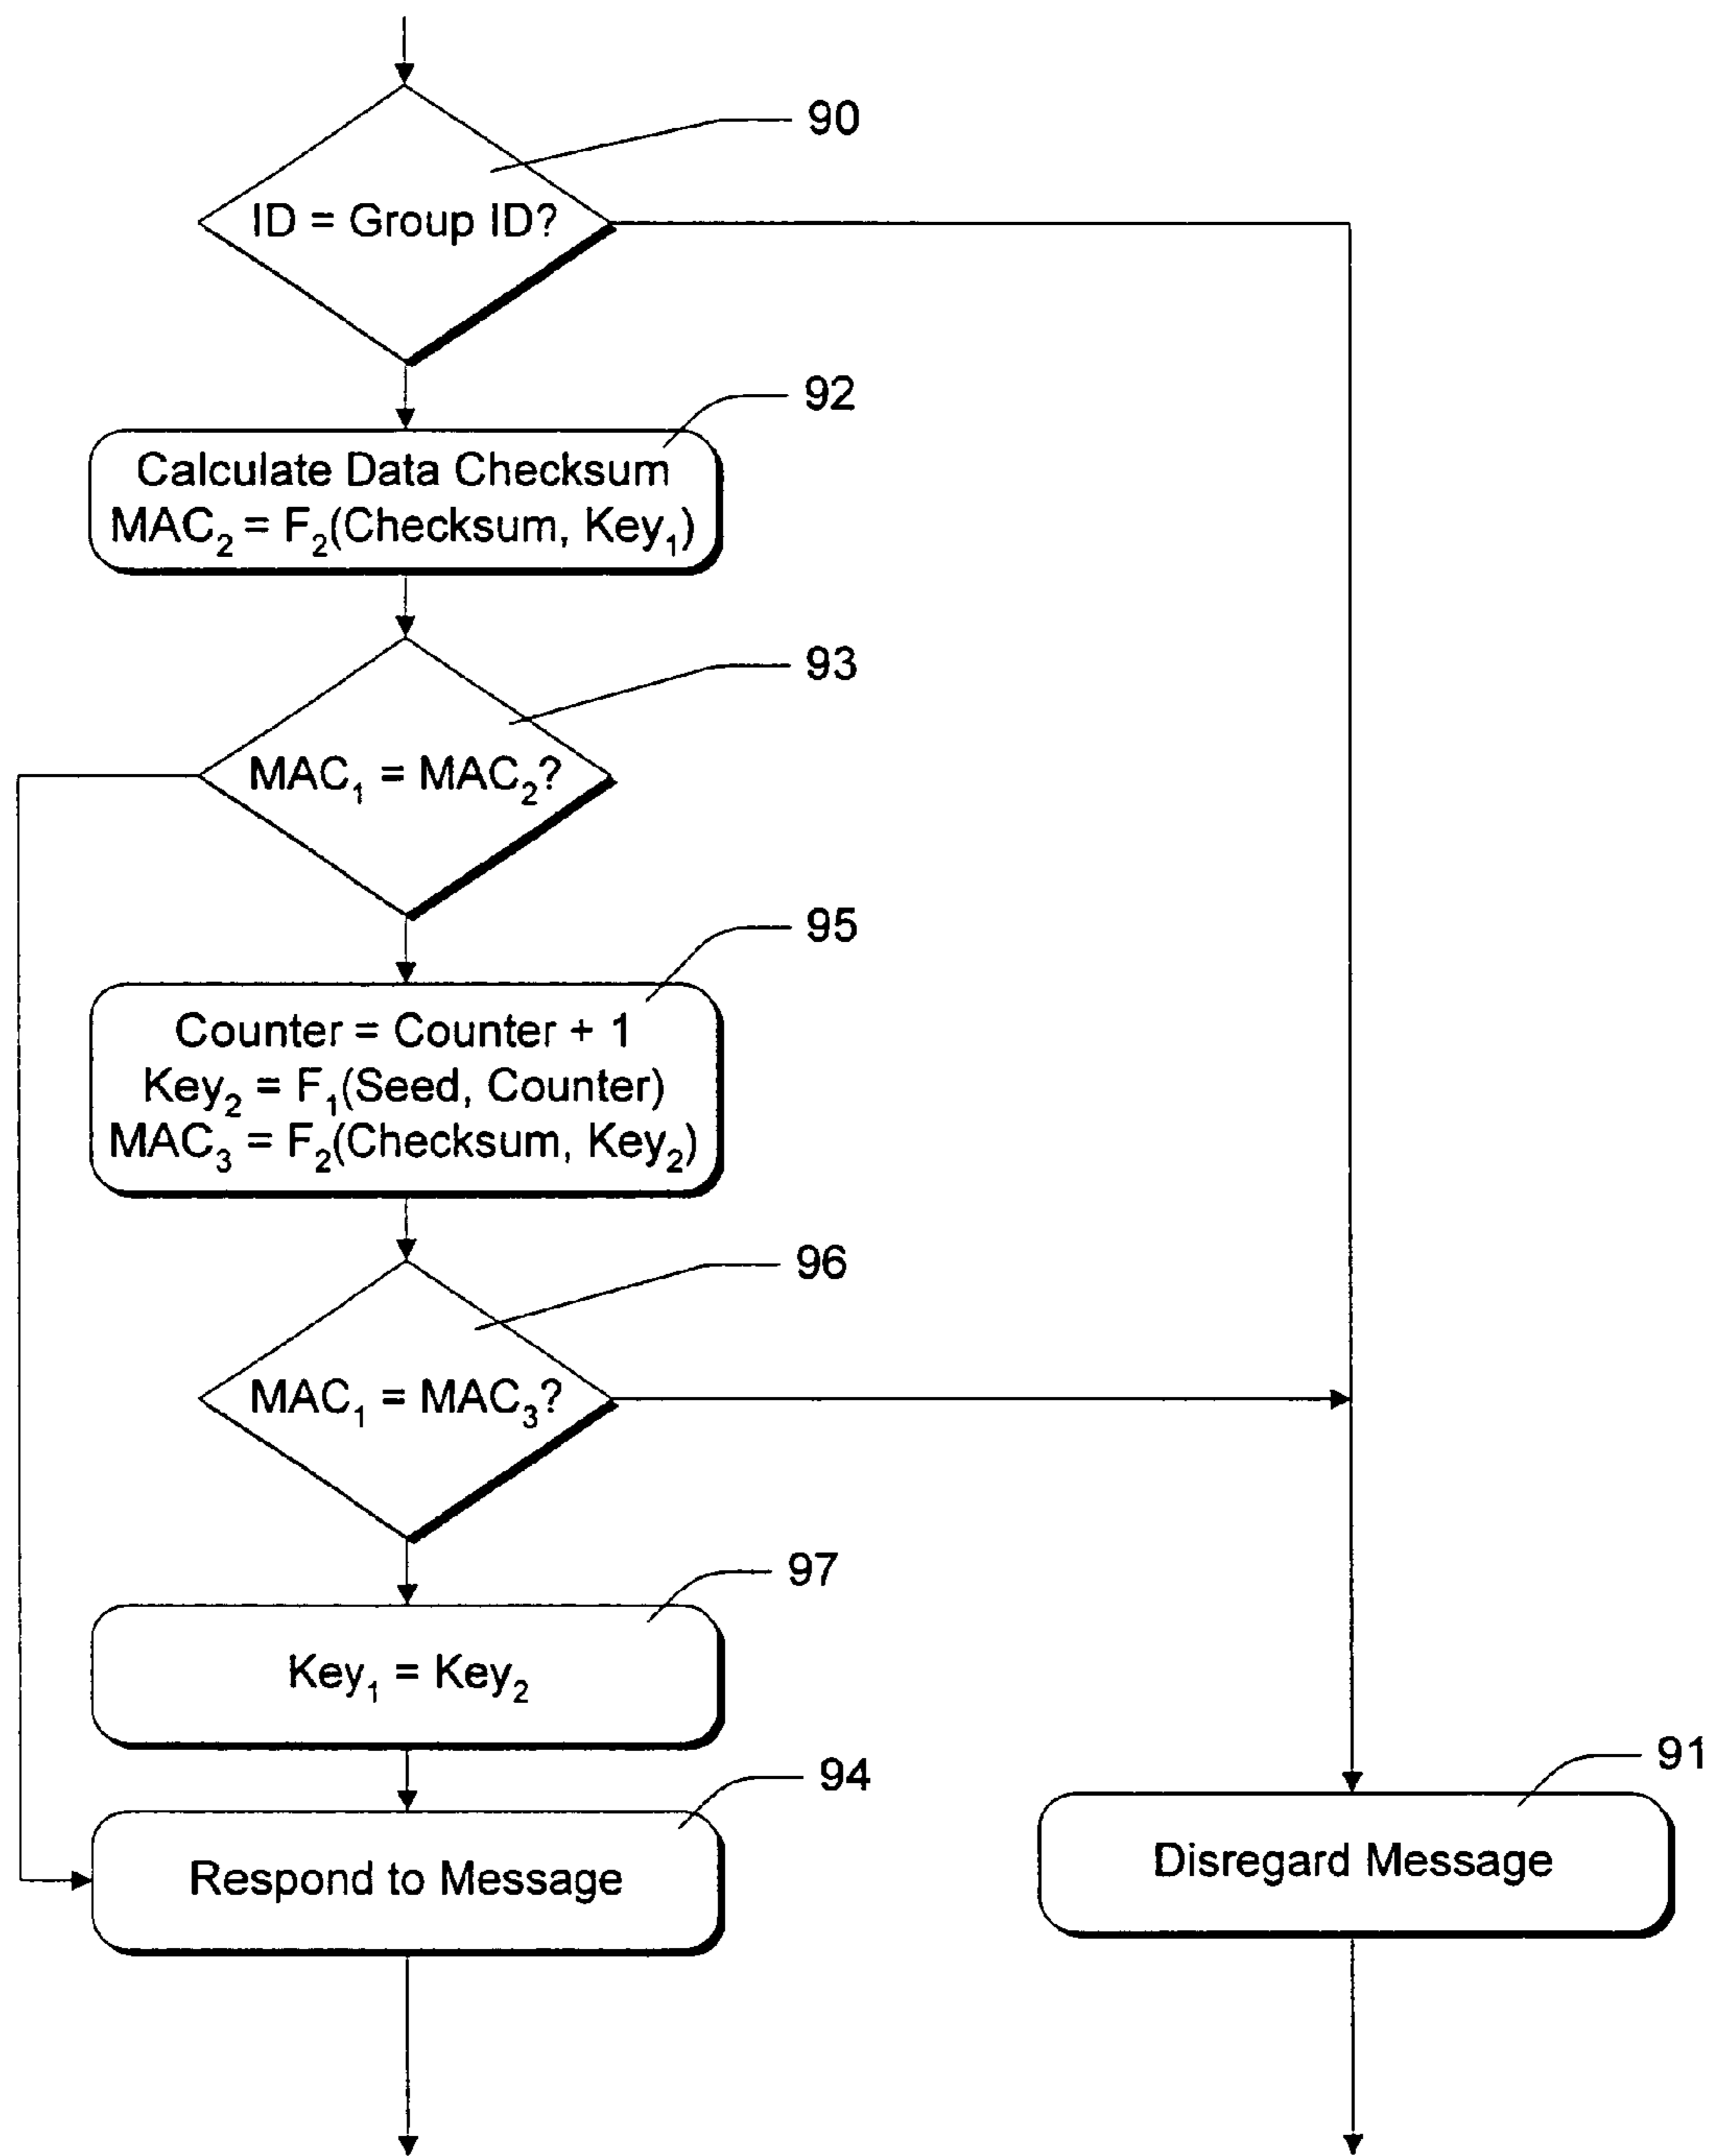 90
ID = Group ID?
92
Calculate Data Checksum
MAC₂ = F₂(Checksum, Key₁)
93
MAC₁ = MAC₂?
95
Counter = Counter + 1
Key₂ = F₁(Seed, Counter)
MAC₃ = F₂(Checksum, Key₂)
96
MAC₁ = MAC₃?
97
Key₁ = Key₂
94
Respond to Message
91
Disregard Message